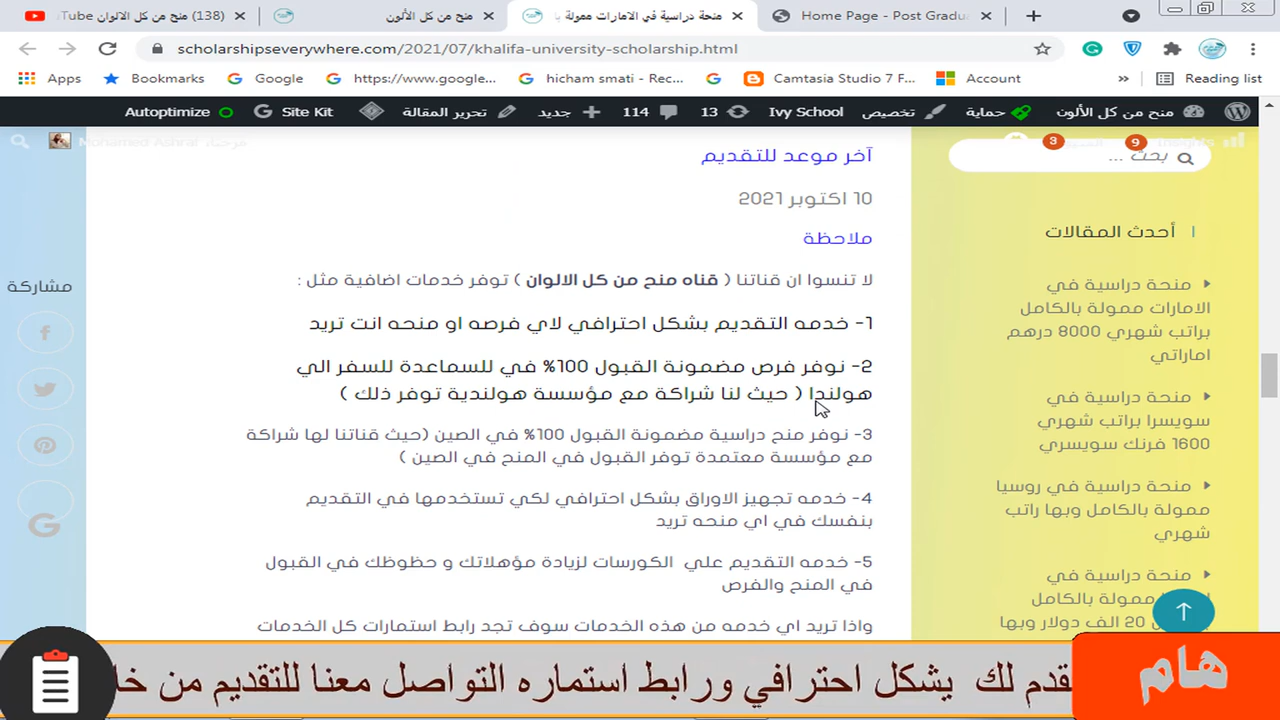 (138) منح من كل الالوان
منح من كل الألون
منحة دراسية في الامارات ممولة
Home Page - Post Gradu
scholarshipseverywhere.com/2021/07/khalifa-university-scholarship.html
Apps
Bookmarks
Google
https://www.google...
hicham smati - Rec...
Camtasia Studio 7 F...
Account
»
Reading list
منح من كل الألون
حماية
تخصيص
Ivy School
13
114
جديد
تحرير المقالة
Site Kit
Autoptimize
3
9
بحث ...
آخر موعد للتقديم
10 اكتوبر 2021
ملاحظة
لا تنسوا ان قناتنا ( قناه منح من كل الالوان ) توفر خدمات اضافية مثل :
1- خدمه التقديم بشكل احترافي لاي فرصه او منحه انت تريد
2- نوفر فرص مضمونة القبول 100% في للسماعدة للسفر الي
هولندا ( حيث لنا شراكة مع مؤسسة هولندية توفر ذلك )
3- نوفر منح دراسية مضمونة القبول 100% في الصين (حيث قناتنا لها شراكة
مع مؤسسة معتمدة توفر القبول في المنح في الصين )
4- خدمه تجهيز الاوراق بشكل احترافي لكي تستخدمها في التقديم
بنفسك في اي منحه تريد
5- خدمه التقديم علي الكورسات لزيادة مؤهلاتك و حظوظك في القبول
في المنح والفرص
واذا تريد اي خدمه من هذه الخدمات سوف تجد رابط استمارات كل الخدمات
أحدث المقالات
منحة دراسية في
الامارات ممولة بالكامل
براتب شهري 8000 درهم
اماراتي
منحة دراسية في
سويسرا براتب شهري
1600 فرنك سويسري
منحة دراسية في روسيا
ممولة بالكامل وبها راتب
شهري
منحة دراسية في
ممولة بالكامل
20 الف دولار وبها
مشاركة
هام
قدم لك بشكل احترافي ورابط استماره التواصل معنا للتقديم من